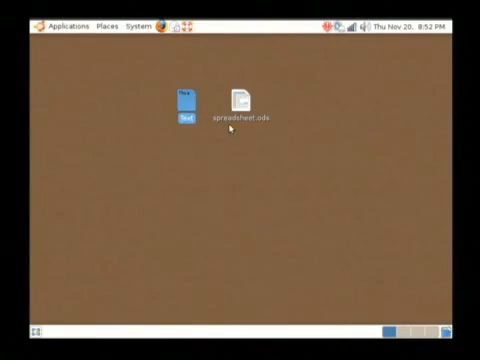 Applications Places System Thu Nov 20, 8:52 PM
Text spreadsheet.ods